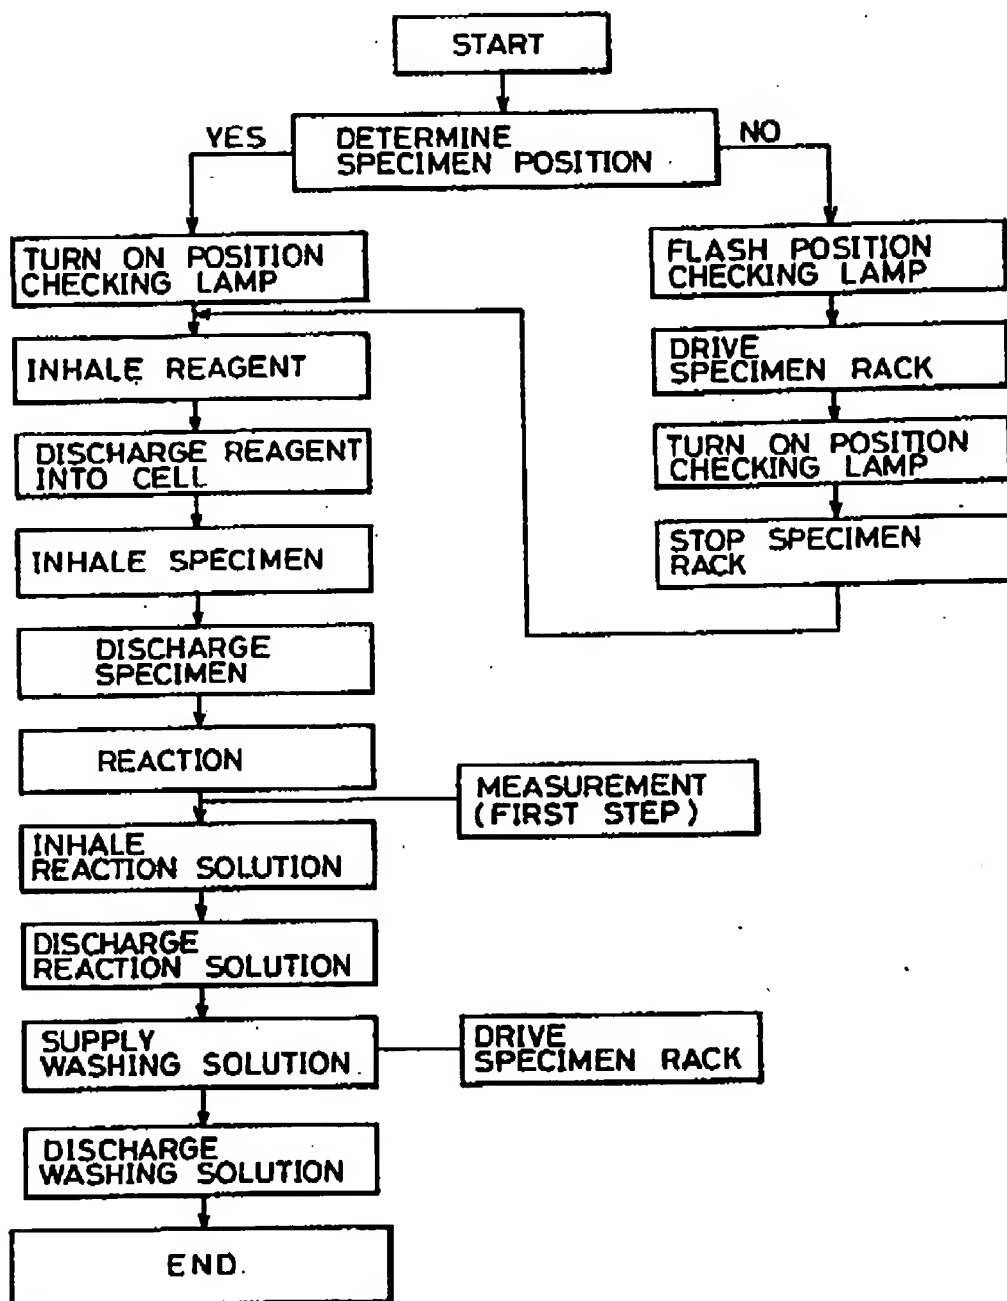 START
YES
DETERMINE
SPECIMEN POSITION
NO
TURN ON POSITION
CHECKING LAMP
FLASH POSITION
CHECKING LAMP
INHALE REAGENT
DRIVE
SPECIMEN RACK
DISCHARGE REAGENT
INTO CELL
TURN ON POSITION
CHECKING LAMP
INHALE SPECIMEN
STOP SPECIMEN
RACK
DISCHARGE
SPECIMEN
REACTION
MEASUREMENT
(FIRST STEP)
INHALE
REACTION SOLUTION
DISCHARGE
REACTION SOLUTION
SUPPLY
WASHING SOLUTION
DRIVE
SPECIMEN RACK
DISCHARGE
WASHING SOLUTION
END.